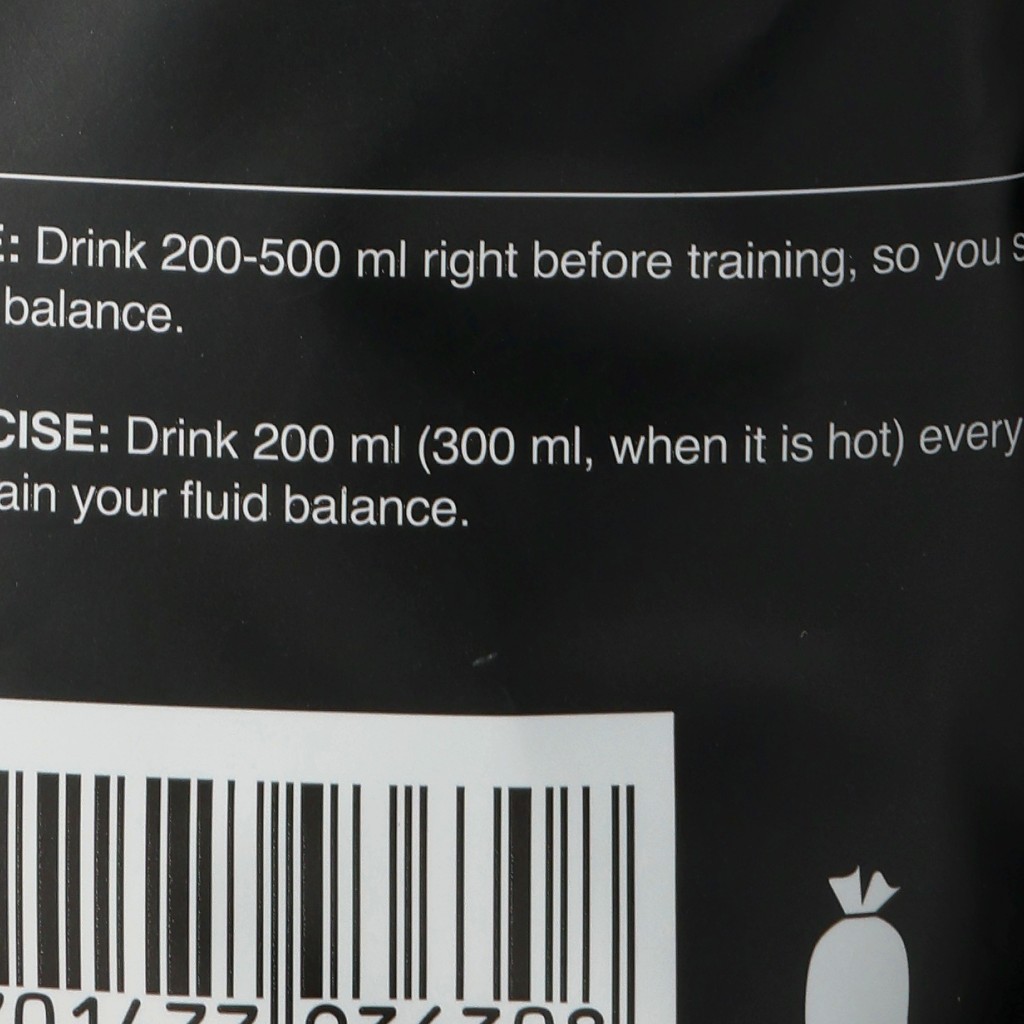 : Drink 200-500 ml right before training, so you
balance.
CISE: Drink 200 ml (300 ml, when it is hot) every
ain your fluid balance.